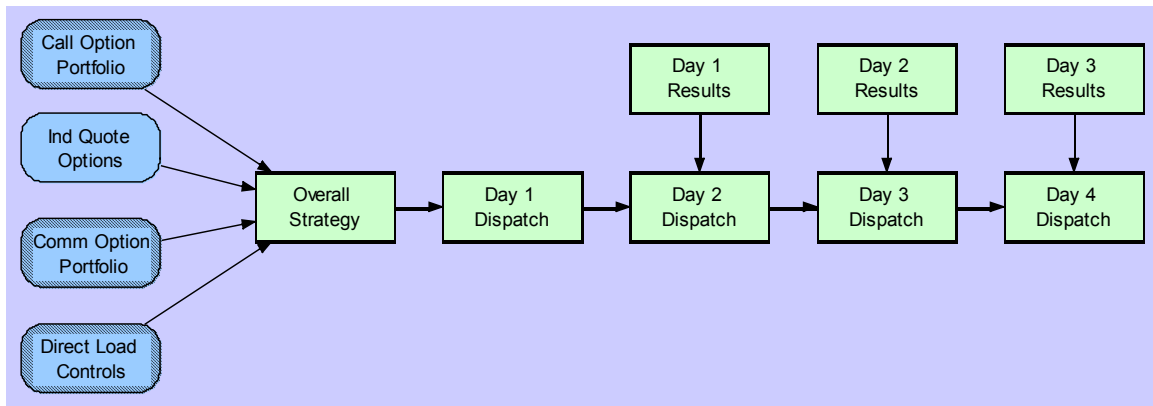 Call Option
Portfolio
Ind Quote
Options
Comm Option
Portfolio
Direct Load
Controls
Overall
Strategy
Day 1
Dispatch
Day 1
Results
Day 2
Dispatch
Day 2
Results
Day 3
Dispatch
Day 3
Results
Day 4
Dispatch